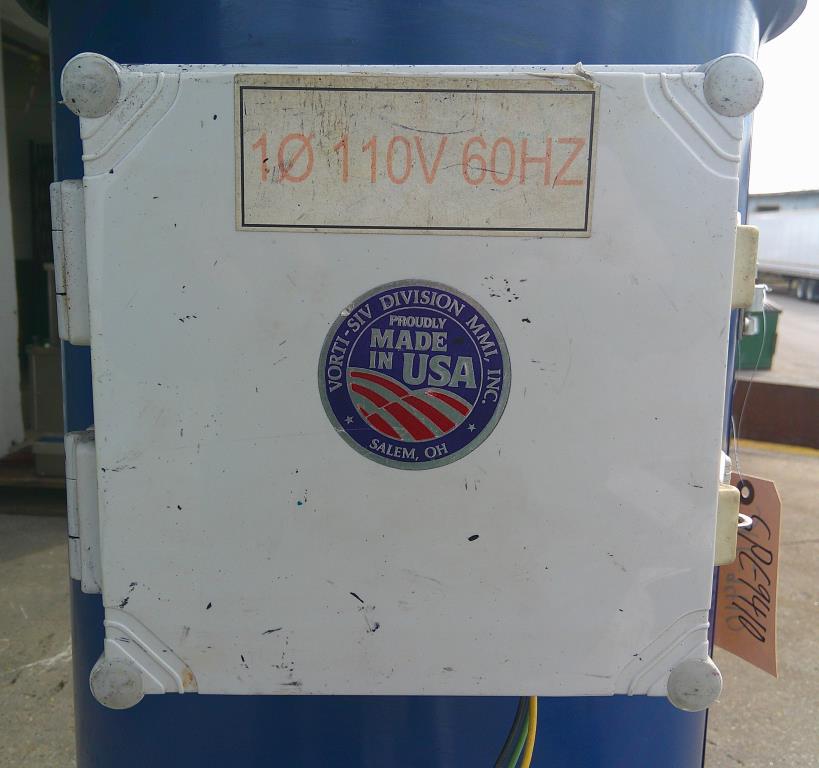 1Ø 110V 60HZ
VORTI-SIV DIVISION MMI, INC.
PROUDLY
MADE
IN USA
SALEM, OH